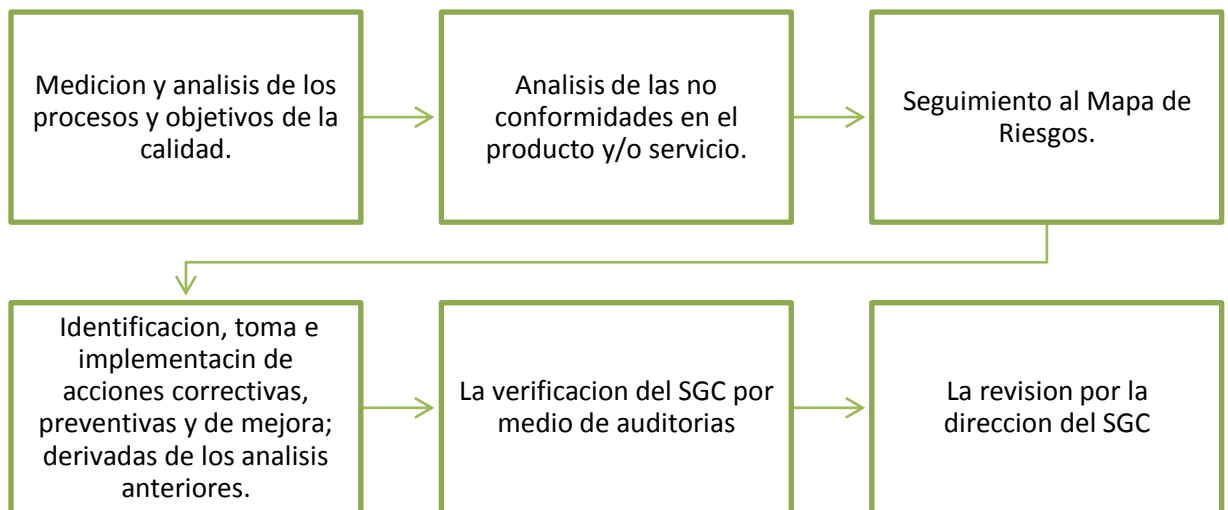 Medicion y analisis de los
procesos y objetivos de la
calidad.
Analisis de las no
conformidades en el
producto y/o servicio.
Seguimiento al Mapa de
Riesgos.
Identificacion, toma e
implementacin de
acciones correctivas,
preventivas y de mejora;
derivadas de los analisis
anteriores.
La verificacion del SGC por
medio de auditorias
La revision por la
direccion del SGC